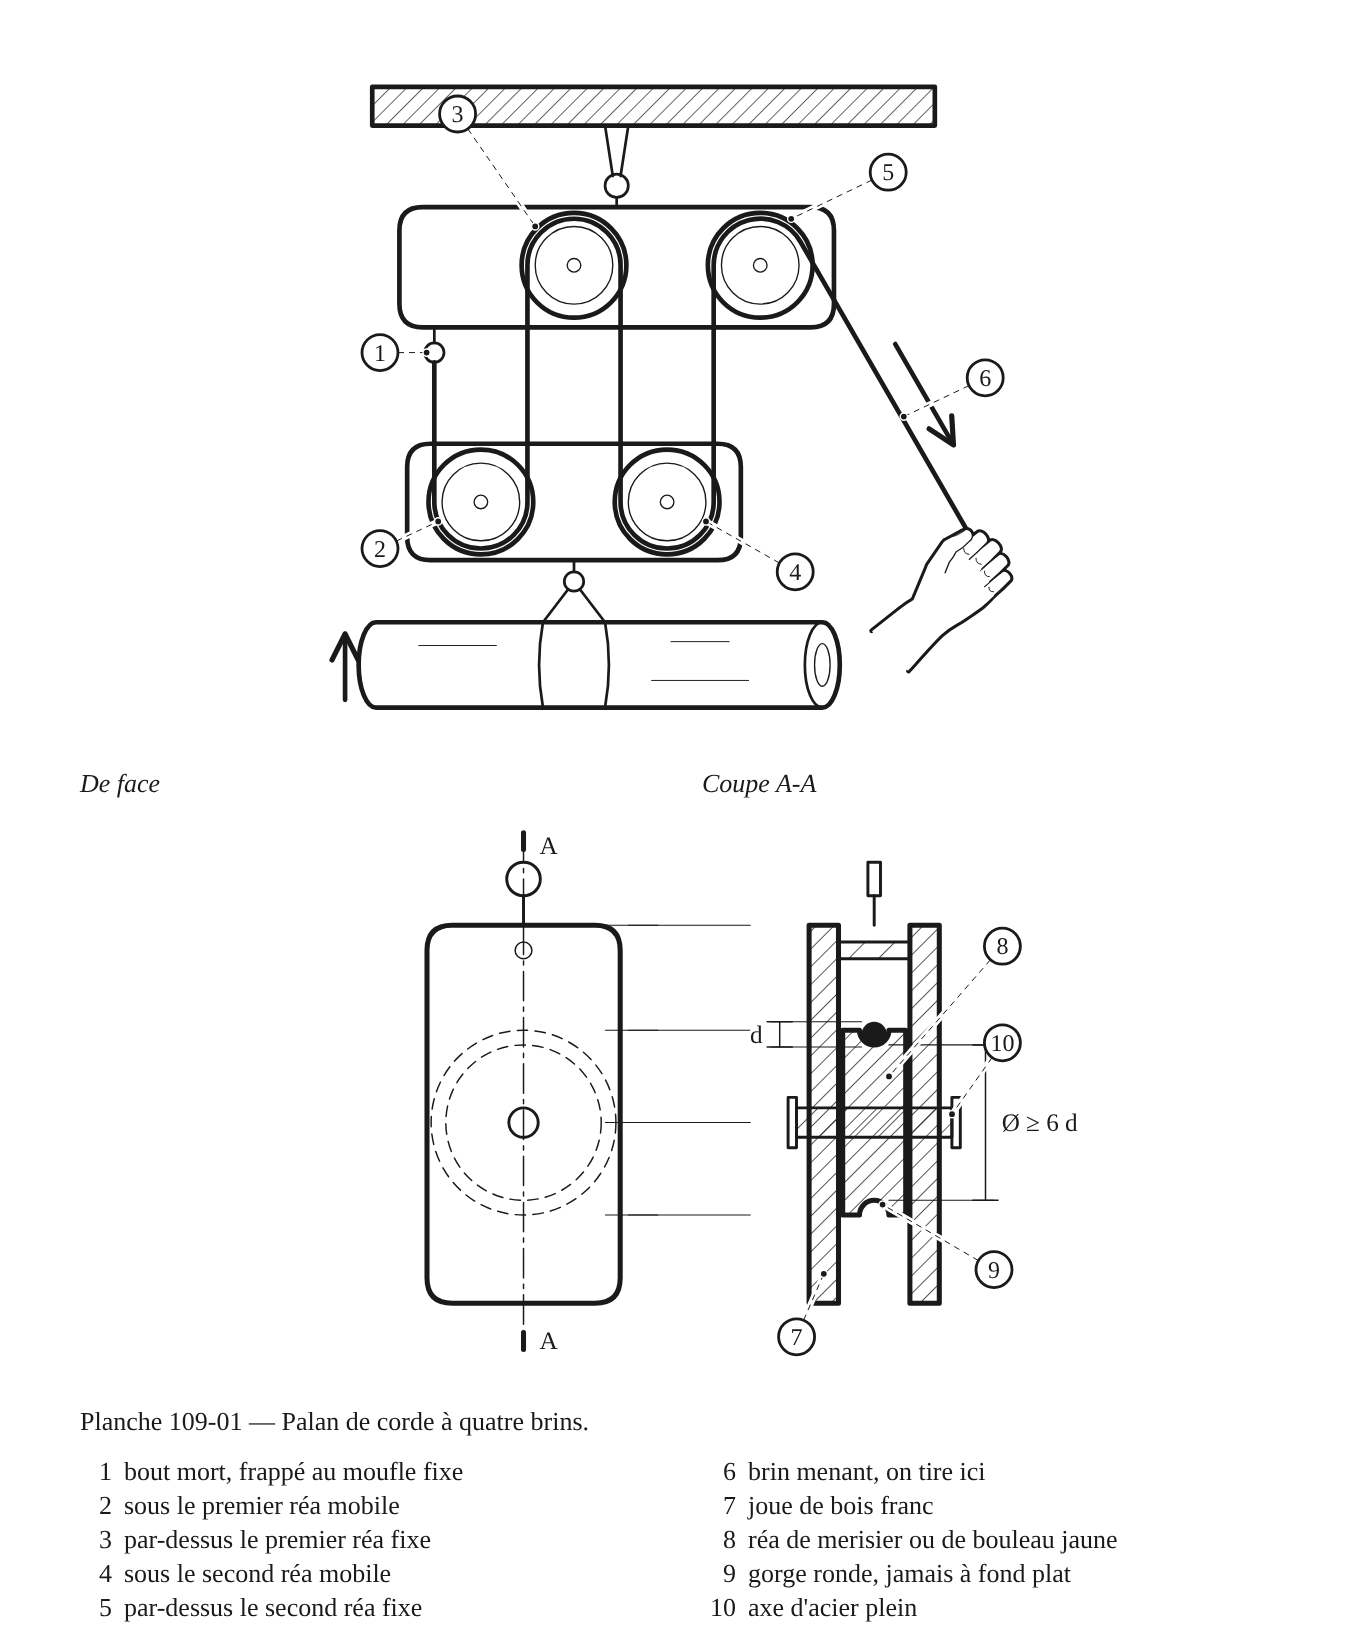 3
5
1
6
2
4
De face
Coupe A-A
A
8
d
10
Ø ≥ 6 d
9
7
A
Planche 109-01 — Palan de corde à quatre brins.
1 bout mort, frappé au moufle fixe
2 sous le premier réa mobile
3 par-dessus le premier réa fixe
4 sous le second réa mobile
5 par-dessus le second réa fixe
6 brin menant, on tire ici
7 joue de bois franc
8 réa de merisier ou de bouleau jaune
9 gorge ronde, jamais à fond plat
10 axe d'acier plein